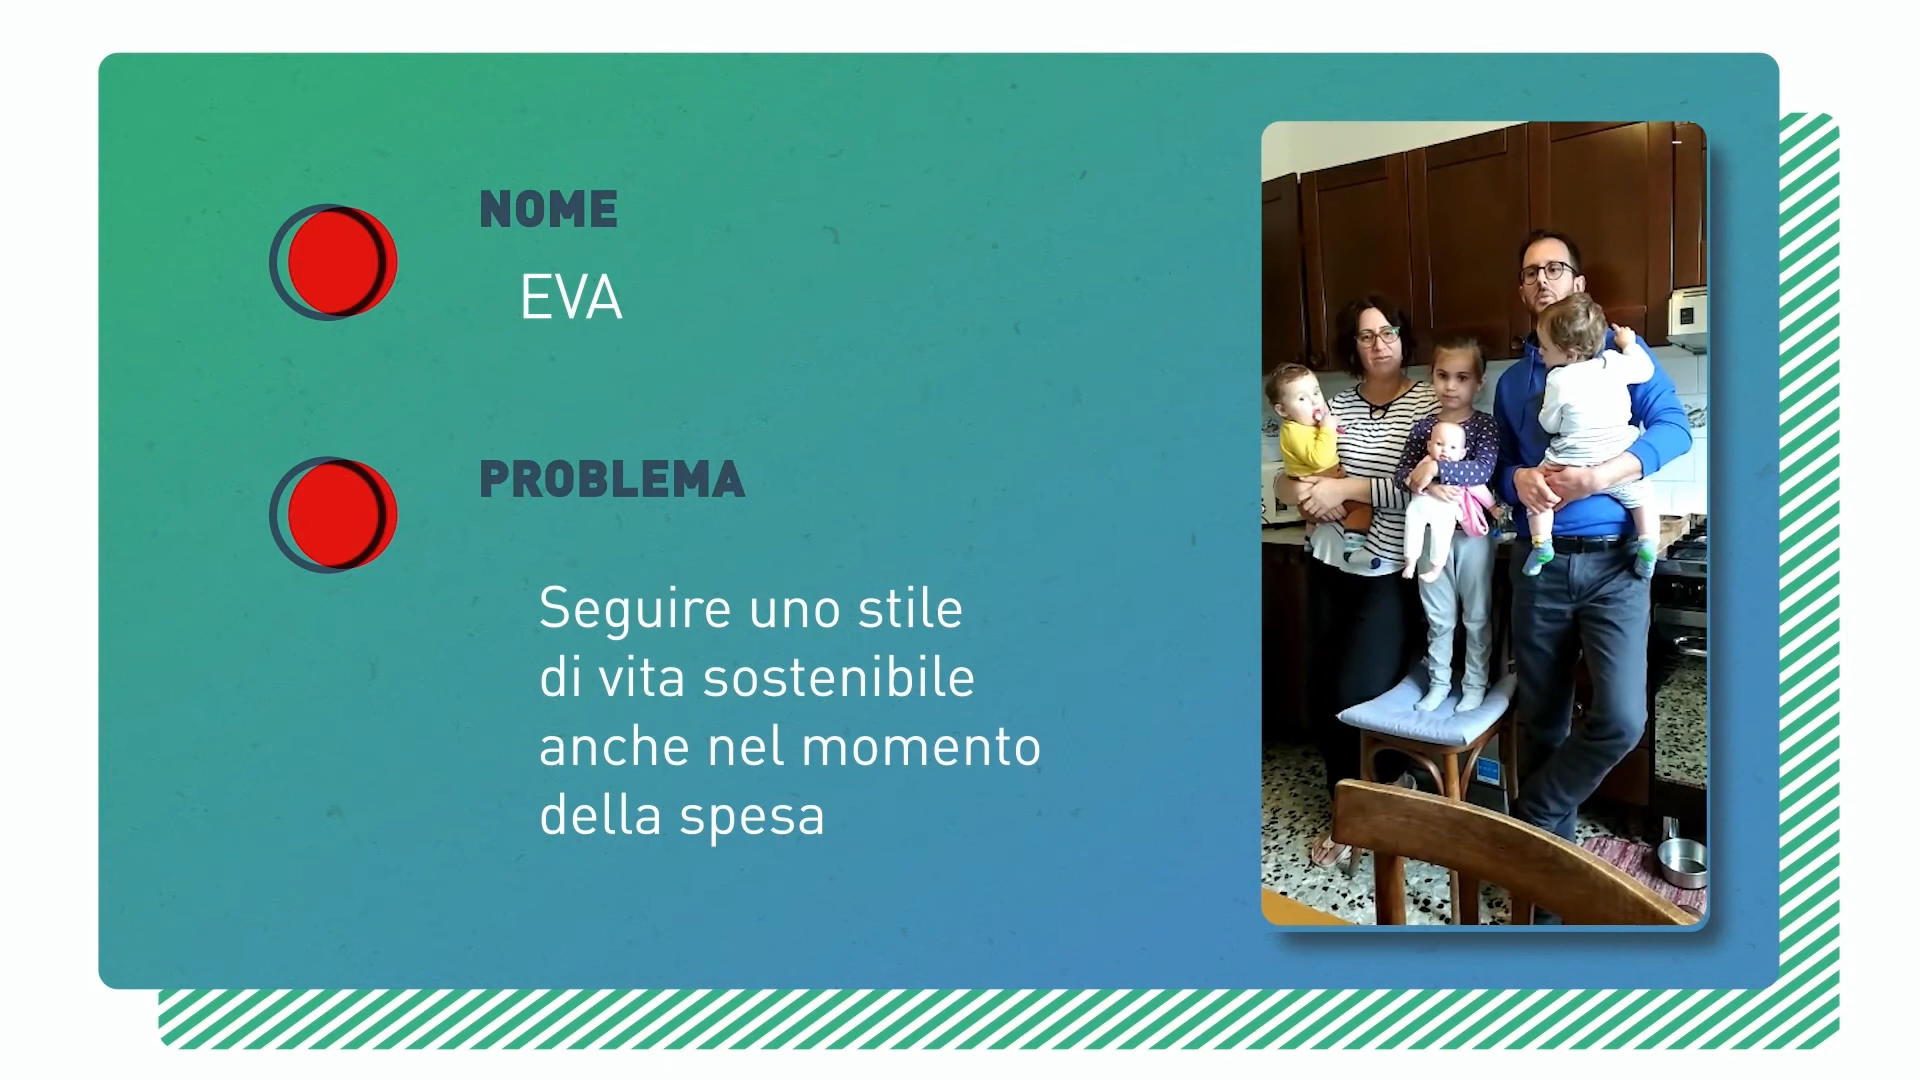 NOME
EVA
PROBLEMA
Seguire uno stile
di vita sostenibile
anche nel momento
della spesa